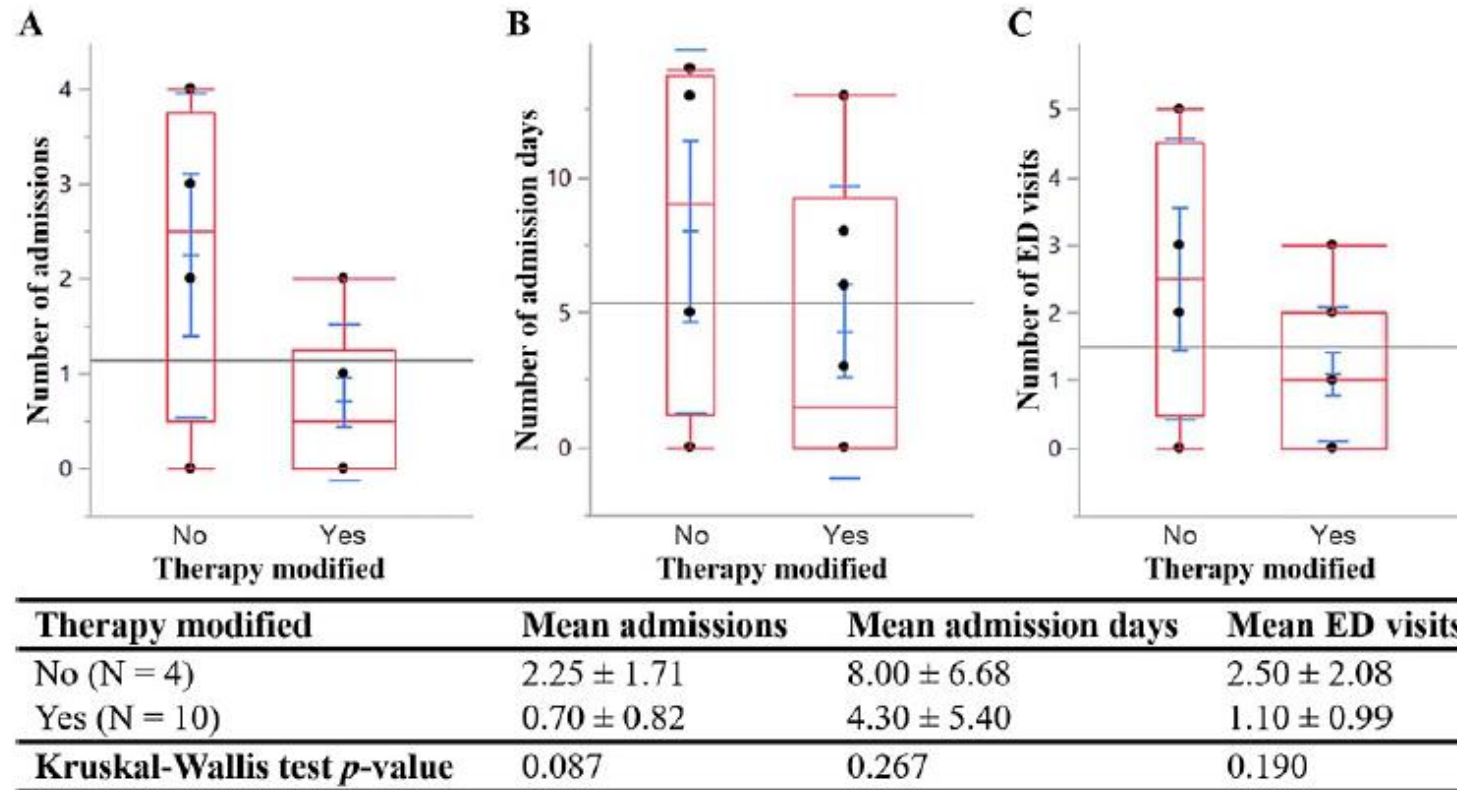 A
B
C
Number of admissions
4
3
2
1
0
No
Yes
Therapy modified
Number of admission days
10
5
0
No
Yes
Therapy modified
Number of ED visits
5
4
3
2
1
0
No
Yes
Therapy modified
Therapy modified Mean admissions Mean admission days Mean ED visits
No (N = 4) 2.25 ± 1.71 8.00 ± 6.68 2.50 ± 2.08
Yes (N = 10) 0.70 ± 0.82 4.30 ± 5.40 1.10 ± 0.99
Kruskal-Wallis test p-value 0.087 0.267 0.190